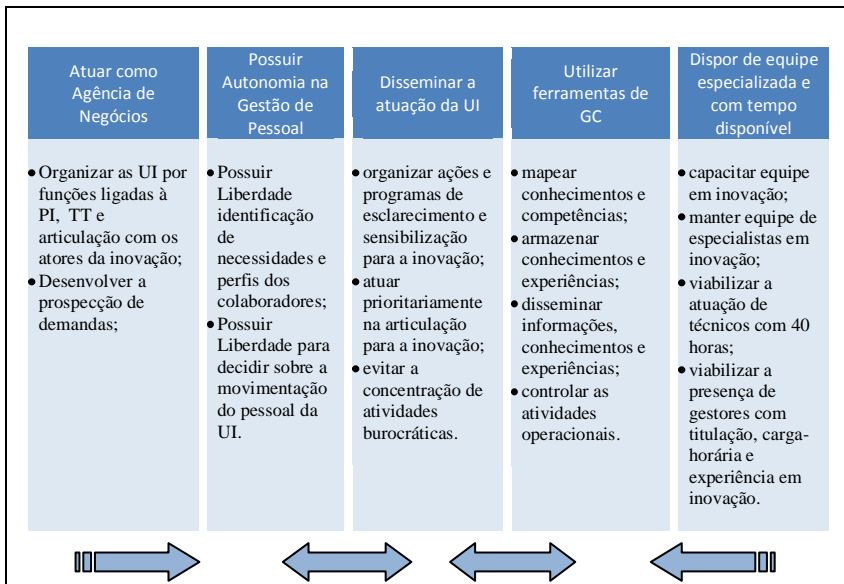 Atuar como
Agência de
Negócios
• Organizar as UI por
funções ligadas à
PI, TT e
articulação com os
atores da inovação;
• Desenvolver a
prospecção de
demandas;
Possuir
Autonomia na
Gestão de
Pessoal
• Possuir
Liberdade
identificação
de
necessidades e
perfis dos
colaboradores;
• Possuir
Liberdade para
decidir sobre a
movimentação
do pessoal da
UI.
Disseminar a
atuação da UI
• organizar ações e
programas de
esclarecimento e
sensibilização
para a inovação;
• atuar
prioritariamente
na articulação
para a inovação;
• evitar a
concentração de
atividades
burocráticas.
Utilizar
ferramentas de
GC
• mapear
conhecimentos e
competências;
• armazenar
conhecimentos e
experiências;
• disseminar
informações,
conhecimentos e
experiências;
• controlar as
atividades
operacionais.
Dispor de equipe
especializada e
com tempo
disponível
• capacitar equipe
em inovação;
• manter equipe de
especialistas em
inovação;
• viabilizar a
atuação de
técnicos com 40
horas;
• viabilizar a
presença de
gestores com
titulação, carga-
horária e
experiência em
inovação.